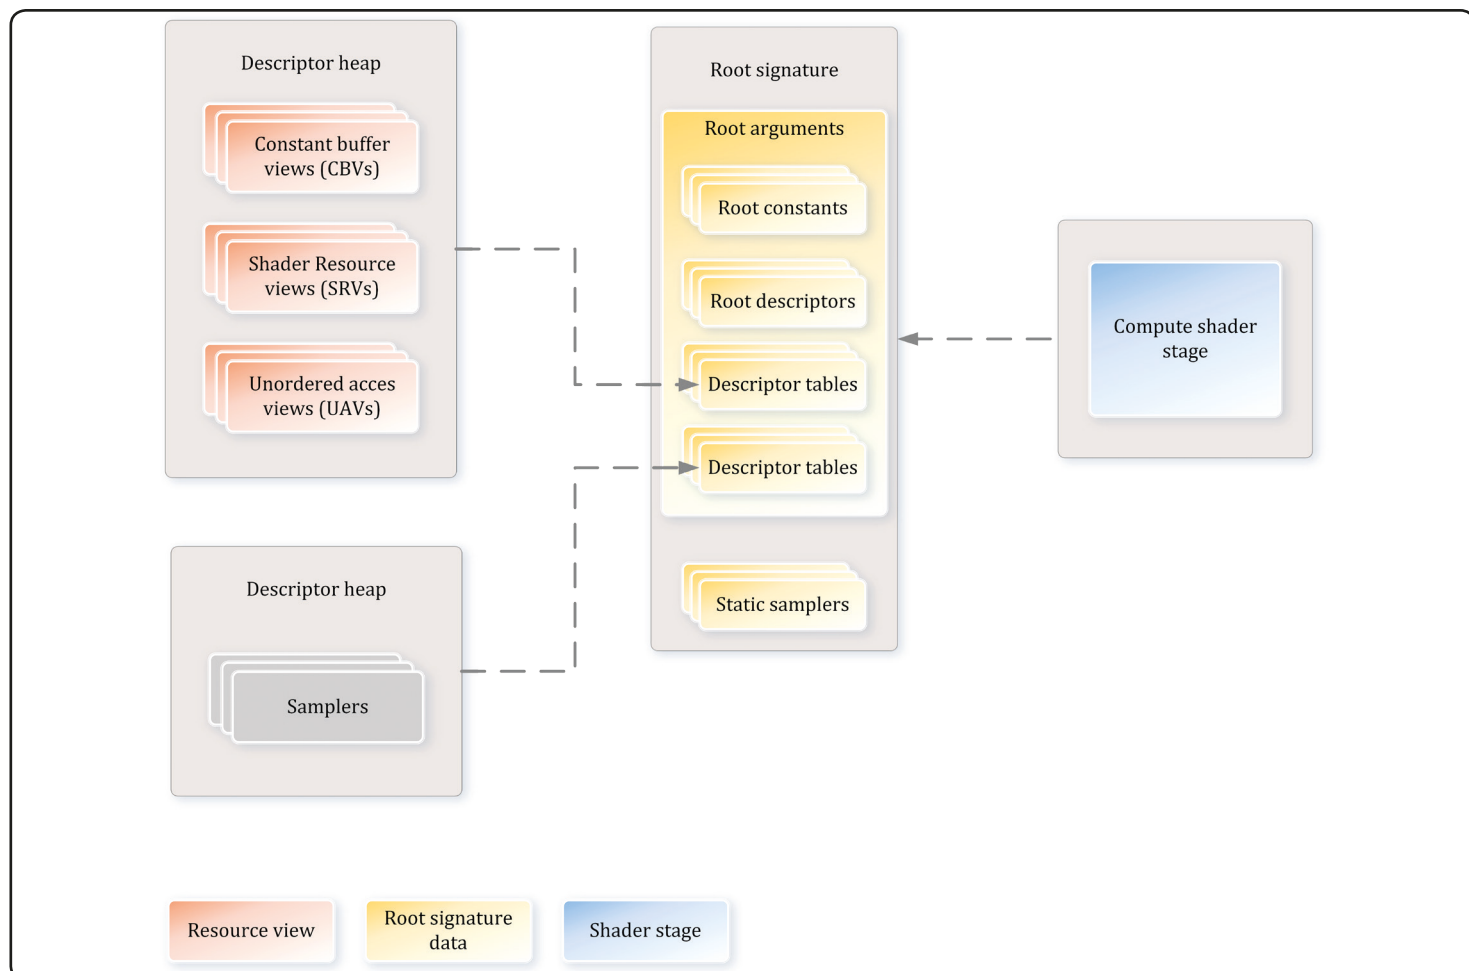 Descriptor heap
Constant buffer
views (CBVs)
Shader Resource
views (SRVs)
Unordered acces
views (UAVs)
Descriptor heap
Samplers
Root signature
Root arguments
Root constants
Root descriptors
Descriptor tables
Descriptor tables
Static samplers
Compute shader
stage
Resource view
Root signature
data
Shader stage